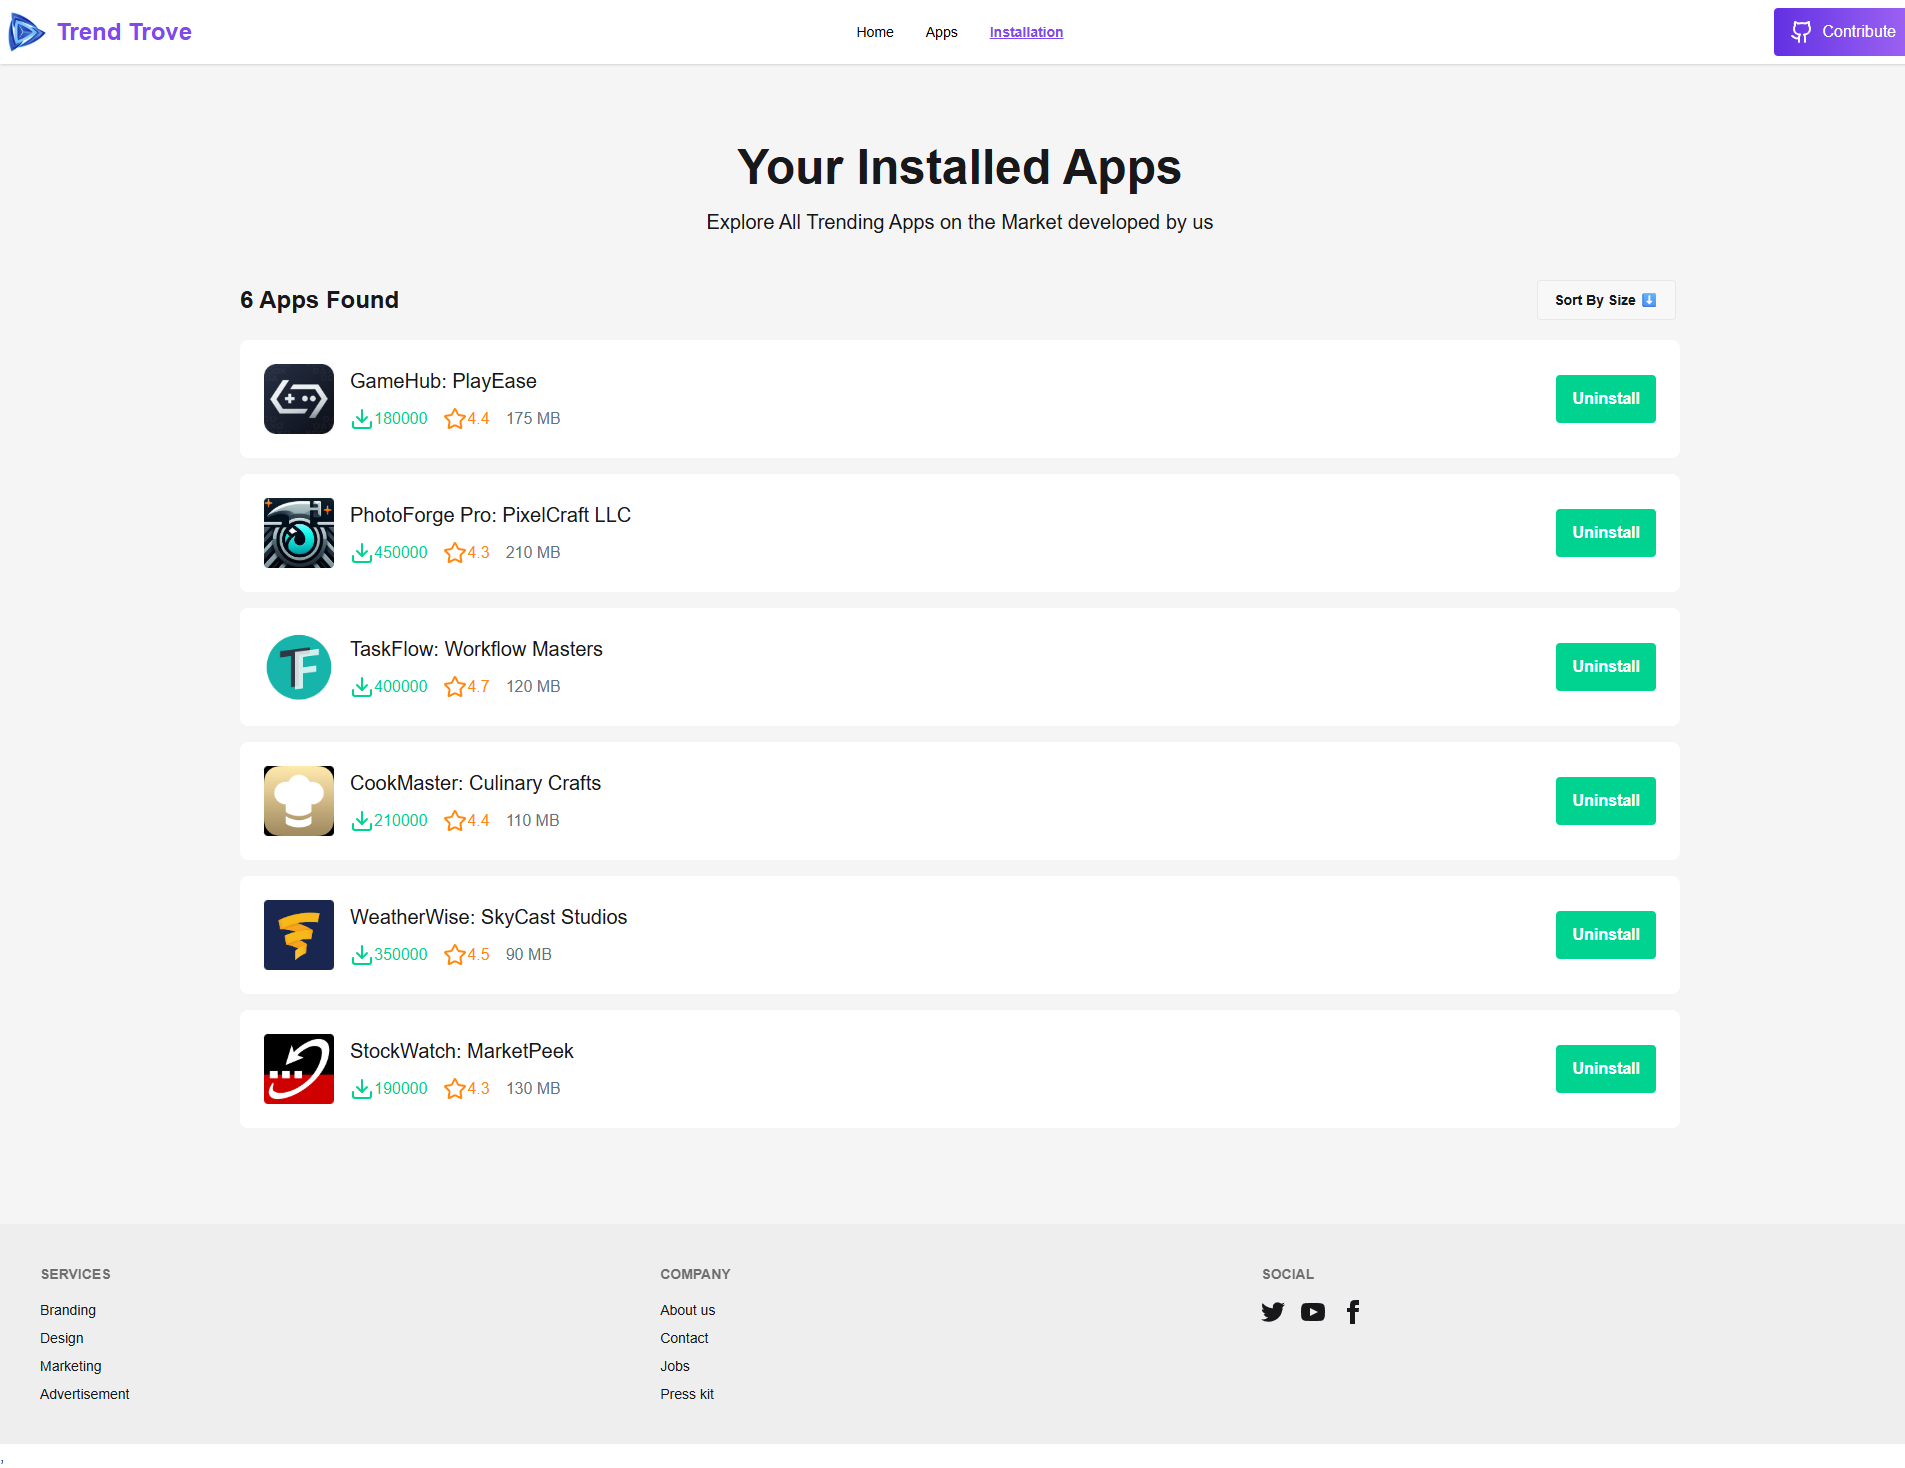 Trend Trove
Home
Apps
Installation
Contribute
Your Installed Apps
Explore All Trending Apps on the Market developed by us
6 Apps Found
Sort By Size ⬇️
GameHub: PlayEase
180000 4.4 175 MB
Uninstall
PhotoForge Pro: PixelCraft LLC
450000 4.3 210 MB
Uninstall
TaskFlow: Workflow Masters
400000 4.7 120 MB
Uninstall
CookMaster: Culinary Crafts
210000 4.4 110 MB
Uninstall
WeatherWise: SkyCast Studios
350000 4.5 90 MB
Uninstall
StockWatch: MarketPeek
190000 4.3 130 MB
Uninstall
SERVICES
Branding
Design
Marketing
Advertisement
COMPANY
About us
Contact
Jobs
Press kit
SOCIAL
,